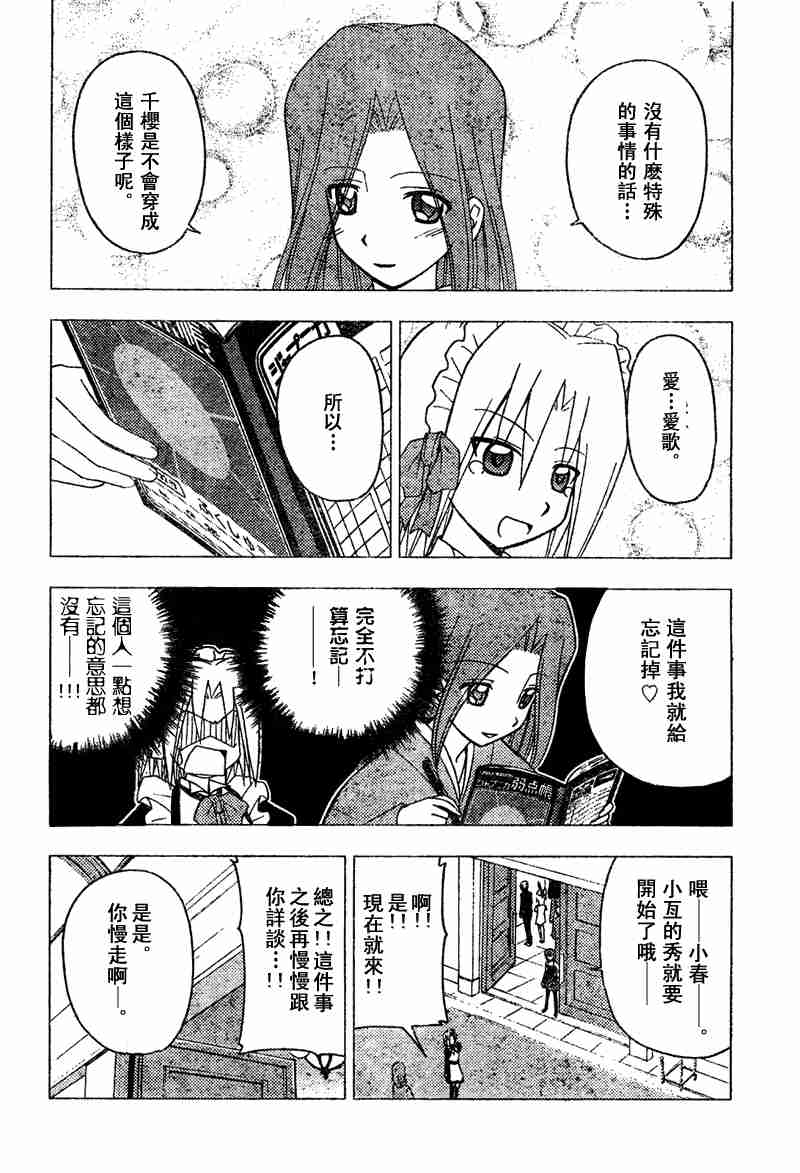 沒有什麼特殊
的事情的話…
千櫻是不會穿成
這個樣子呢。
愛…愛歌。
所以…
這件事我就給
忘記掉♡
弱点帳
完全不打
算忘記—
——！
這個人一點想
忘記的意思都
沒有——!!!
喂——小春——。
小亙的秀就要
開始了哦——
啊!!
是!!
現在就來!!
總之!!這件事
之後再慢慢跟
你詳談…!!
是是。
你慢走啊—。